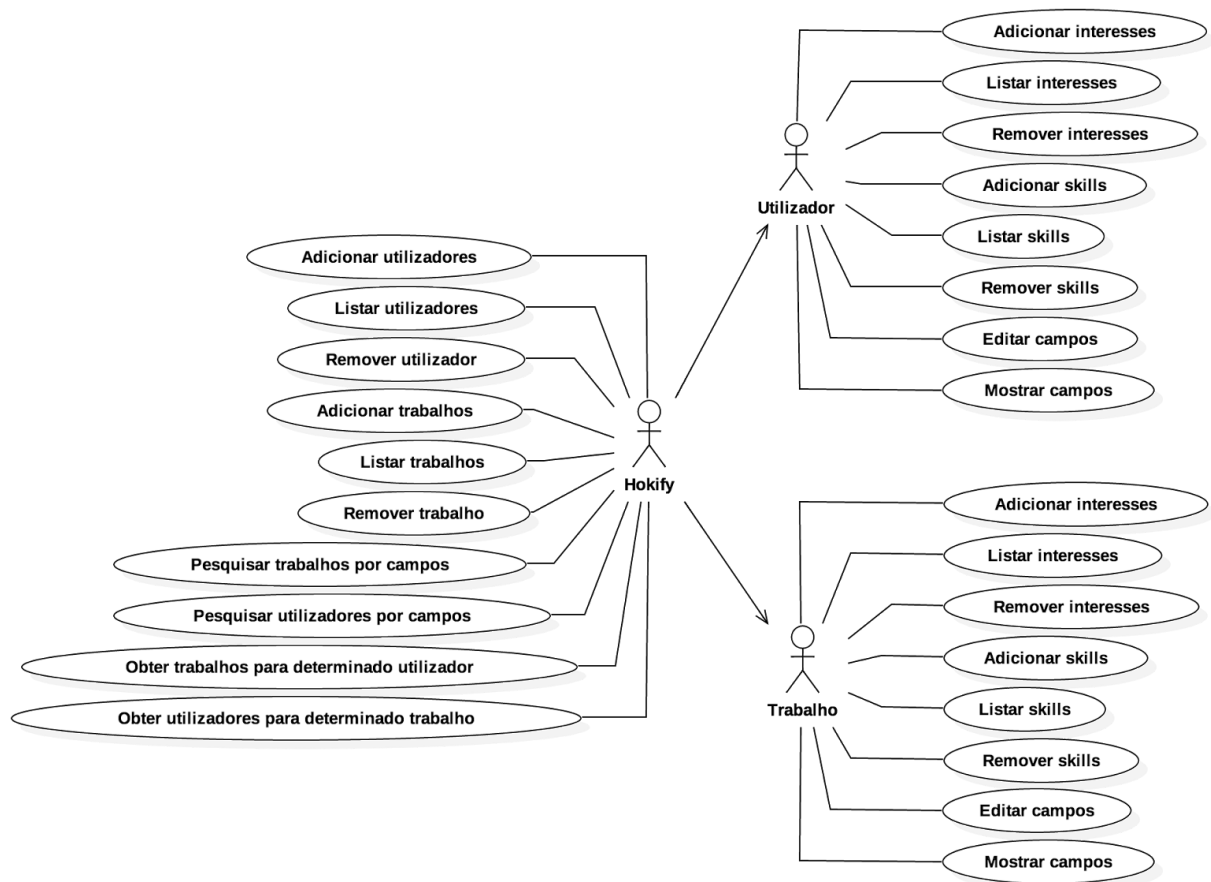 Adicionar interesses
Listar interesses
Remover interesses
Adicionar skills
Utilizador
Listar skills
Remover skills
Editar campos
Mostrar campos
Adicionar utilizadores
Listar utilizadores
Remover utilizador
Adicionar trabalhos
Listar trabalhos
Hokify
Remover trabalho
Pesquisar trabalhos por campos
Pesquisar utilizadores por campos
Obter trabalhos para determinado utilizador
Obter utilizadores para determinado trabalho
Adicionar interesses
Listar interesses
Remover interesses
Adicionar skills
Trabalho
Listar skills
Remover skills
Editar campos
Mostrar campos